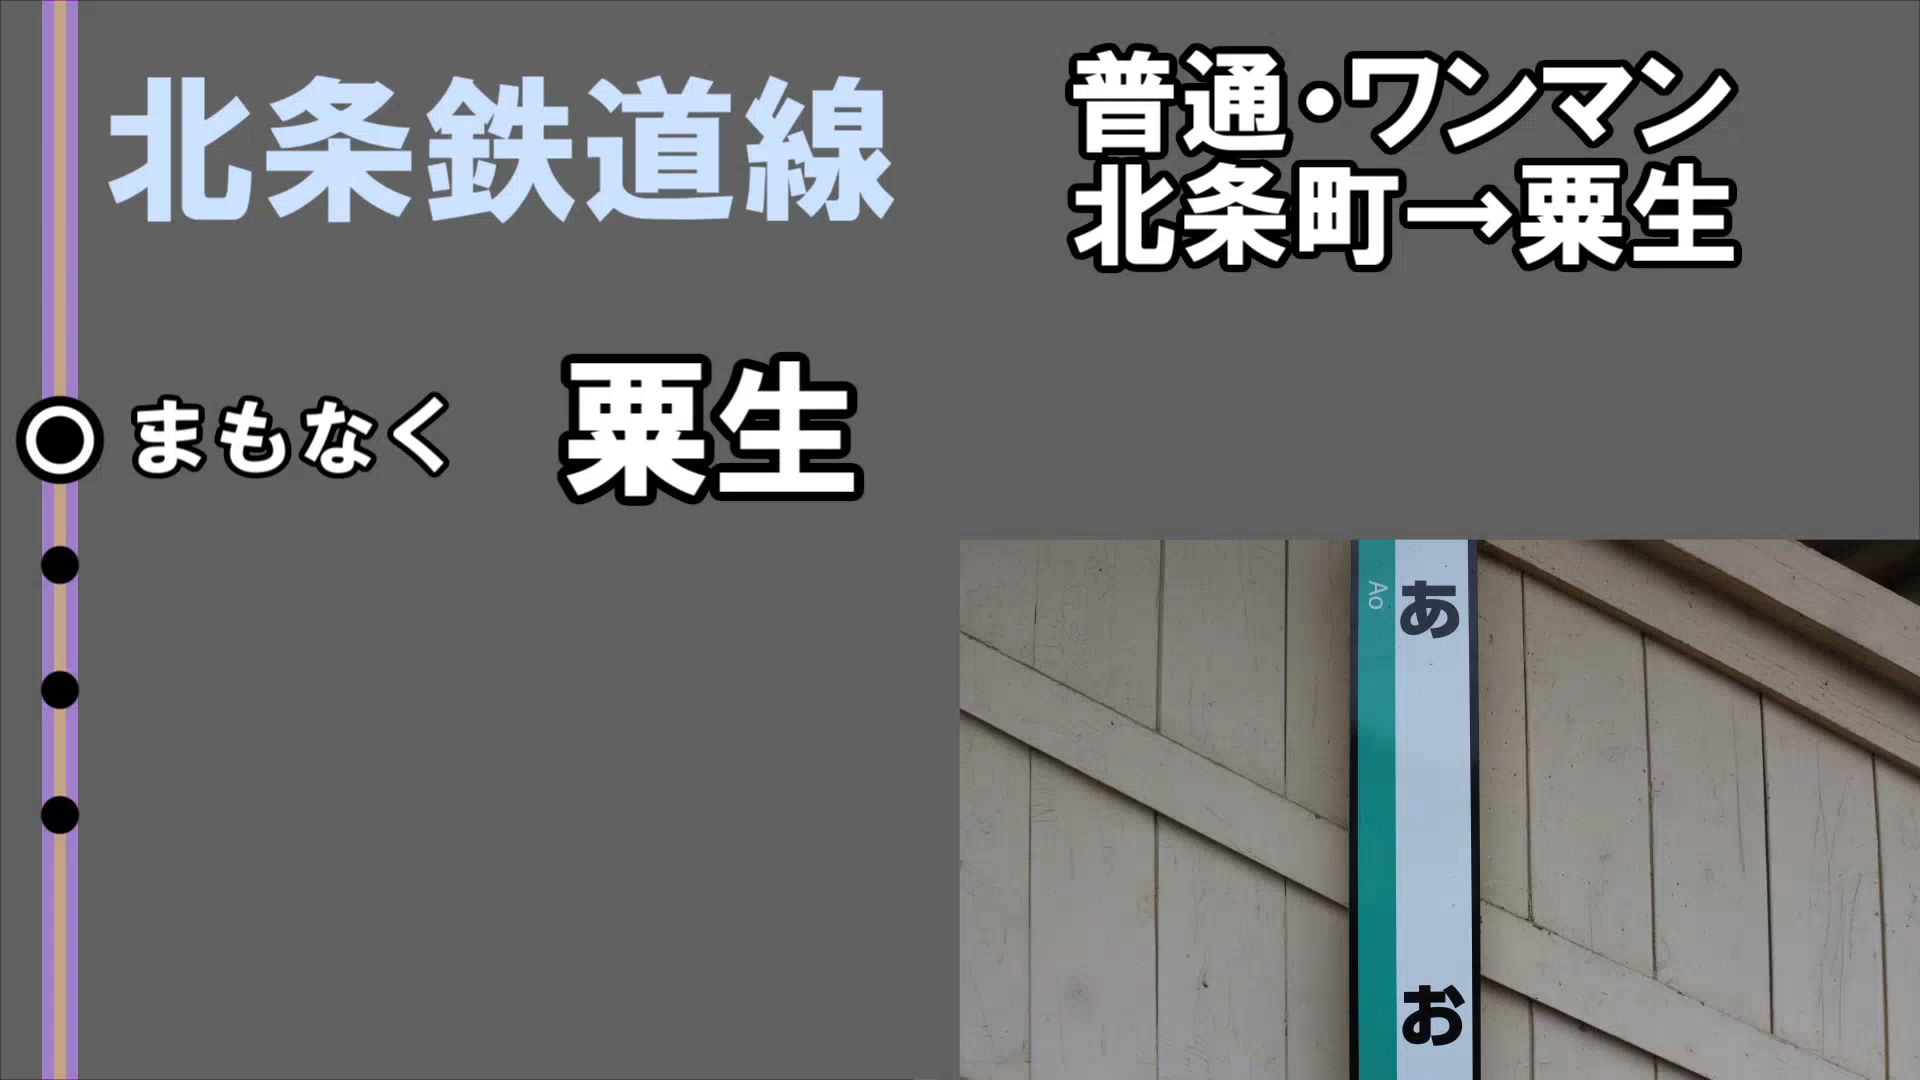 北条鉄道線
普通・ワンマン
北条町→粟生
まもなく 粟生
Ao
あ
お